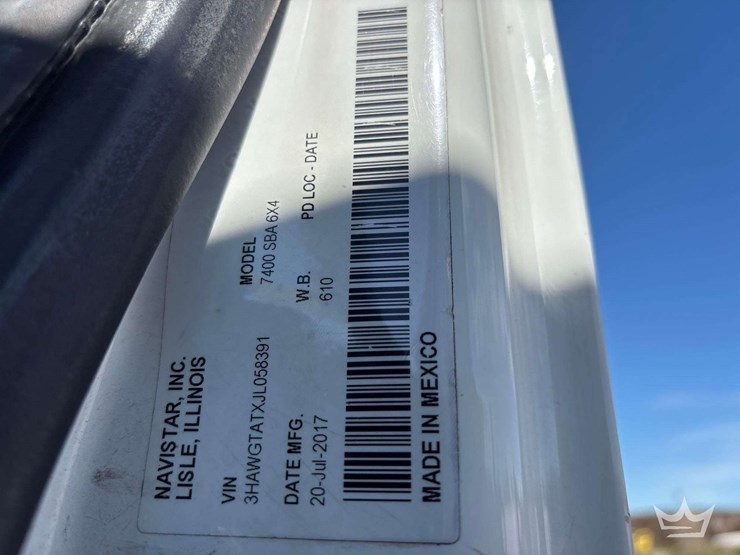 NAVISTAR, INC.
LISLE, ILLINOIS
VIN
3HAWGTATXJL058391
MODEL
7400 SBA 6X4
DATE MFG.
20-Jul-2017
W.B.
610
PD LOC - DATE
MADE IN MEXICO